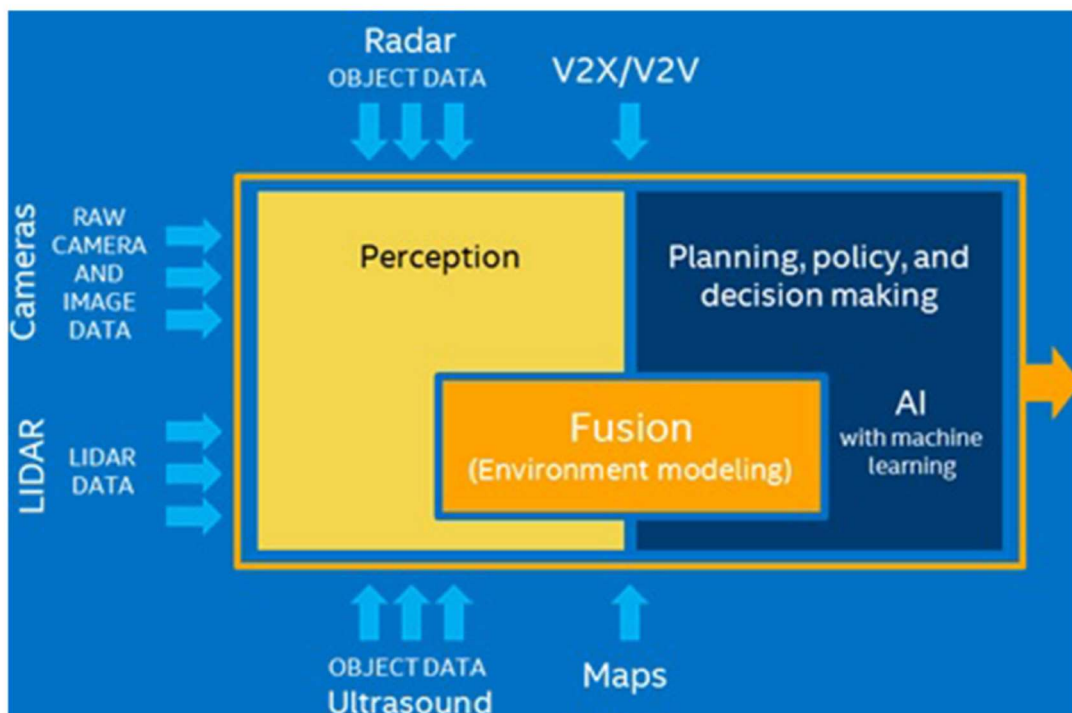 Radar
OBJECT DATA
V2X/V2V
Cameras
RAW
CAMERA
AND
IMAGE
DATA
Perception
Planning, policy, and
decision making
LIDAR
LIDAR
DATA
Fusion
(Environment modeling)
AI
with machine
learning
OBJECT DATA
Ultrasound
Maps